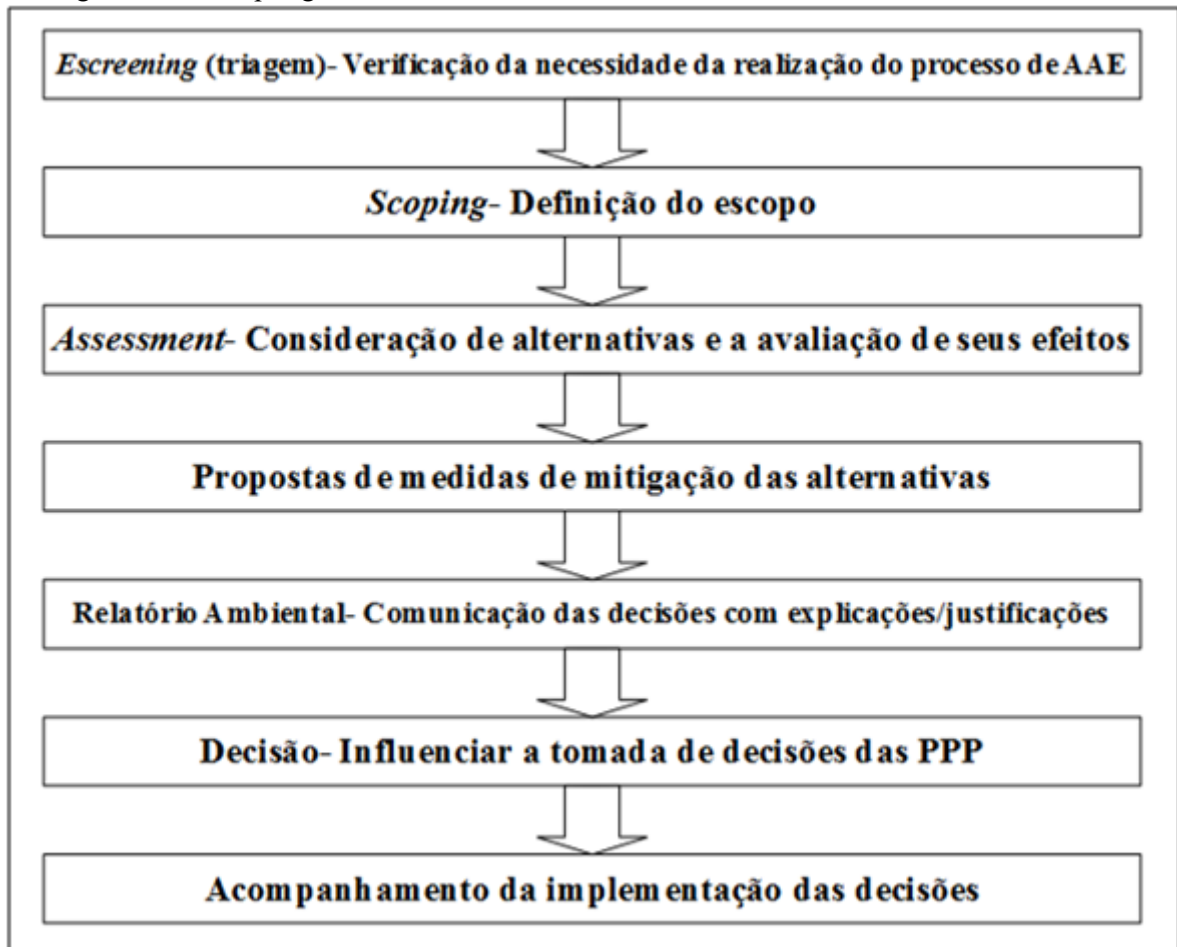 Escreening (triagem)- Verificação da necessidade da realização do processo de AAE
Scoping- Definição do escopo
Assessment- Consideração de alternativas e a avaliação de seus efeitos
Propostas de medidas de mitigação das alternativas
Relatório Ambiental- Comunicação das decisões com explicações/justificações
Decisão- Influenciar a tomada de decisões das PPP
Acompanhamento da implementação das decisões